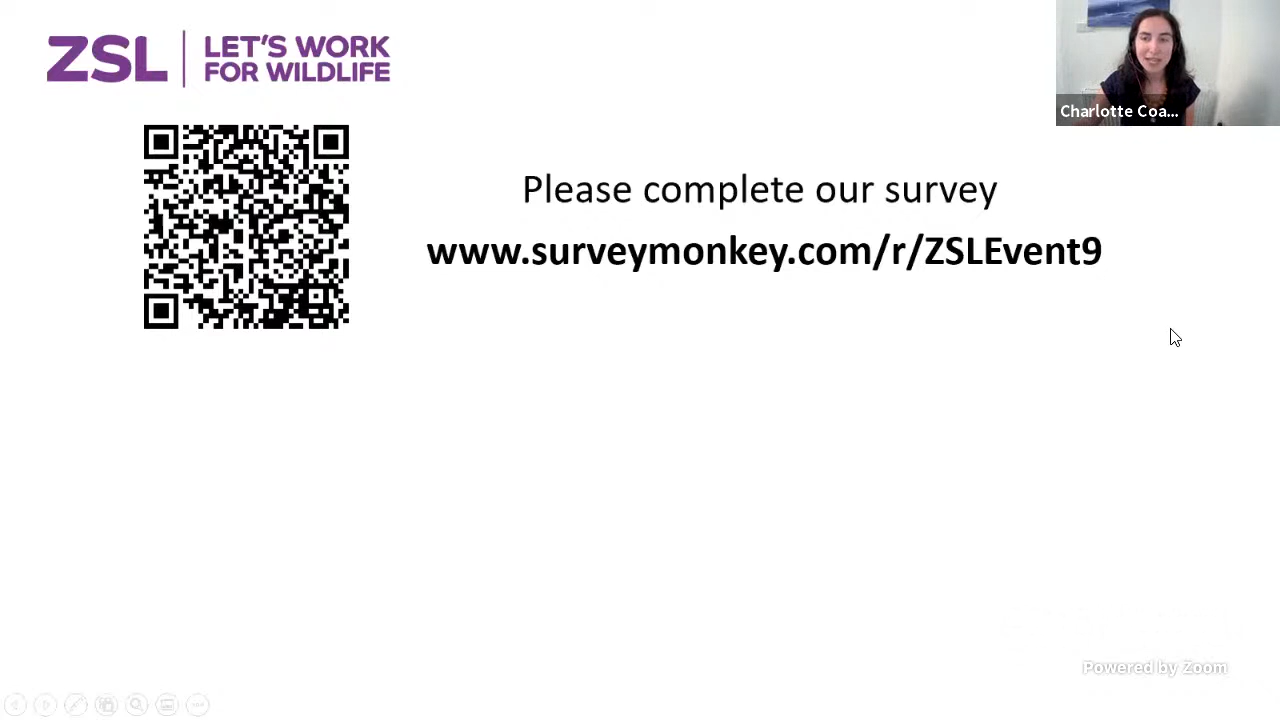 ZSL
LET'S WORK
FOR WILDLIFE
Charlotte Coa...
Please complete our survey
www.surveymonkey.com/r/ZSLEvent9
Powered by Zoom